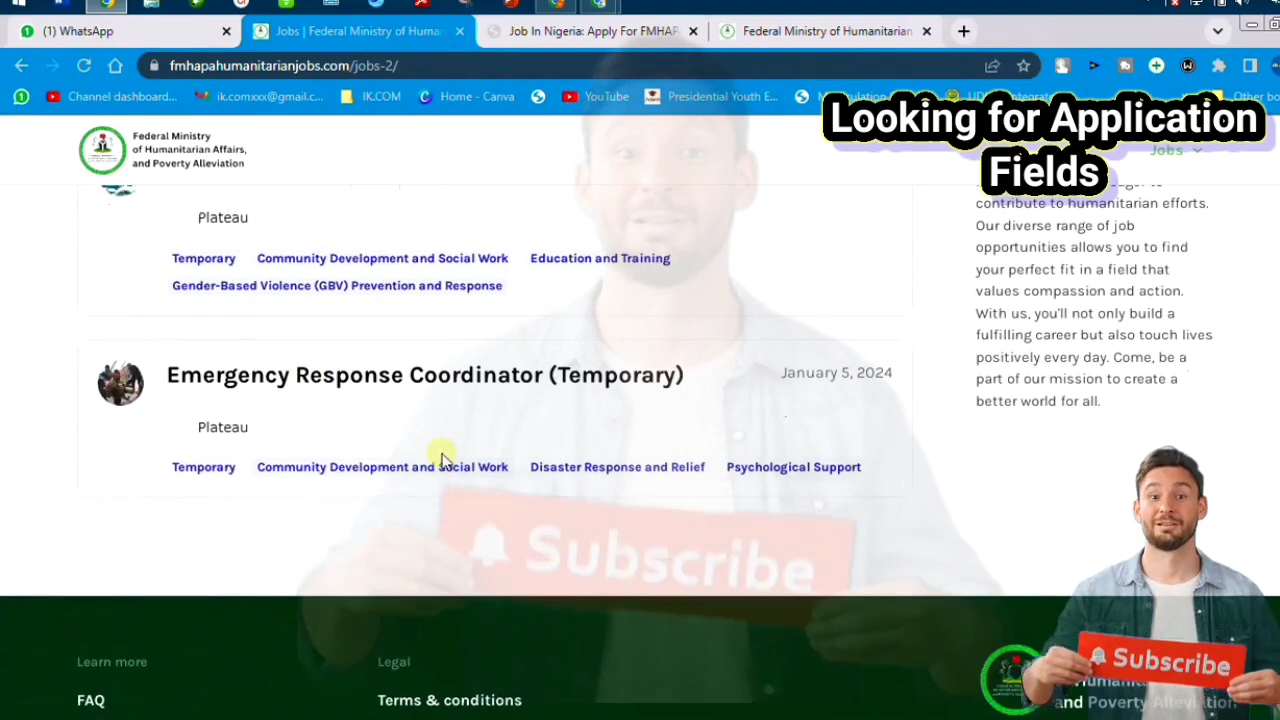 (1) WhatsApp
Jobs | Federal Ministry of Human
Job In Nigeria: Apply For FMHAP
Federal Ministry of Humanitarian
fmhapahumanitarianjobs.com/jobs-2/
Channel dashboard...
ik.comxxx@gmail.c...
IK.COM
Home - Canva
YouTube
Presidential Youth E...
Other bo
Looking for Application
Fields
Federal Ministry
of Humanitarian Affairs,
and Poverty Alleviation
Jobs
Plateau
Temporary Community Development and Social Work Education and Training
Gender-Based Violence (GBV) Prevention and Response
Emergency Response Coordinator (Temporary)
January 5, 2024
Plateau
Temporary Community Development and Social Work Disaster Response and Relief Psychological Support
contribute to humanitarian efforts.
Our diverse range of job
opportunities allows you to find
your perfect fit in a field that
values compassion and action.
With us, you'll not only build a
fulfilling career but also touch lives
positively every day. Come, be a
part of our mission to create a
better world for all.
Subscribe
Subscribe
Learn more
FAQ
Legal
Terms & conditions
and Poverty Alleviation